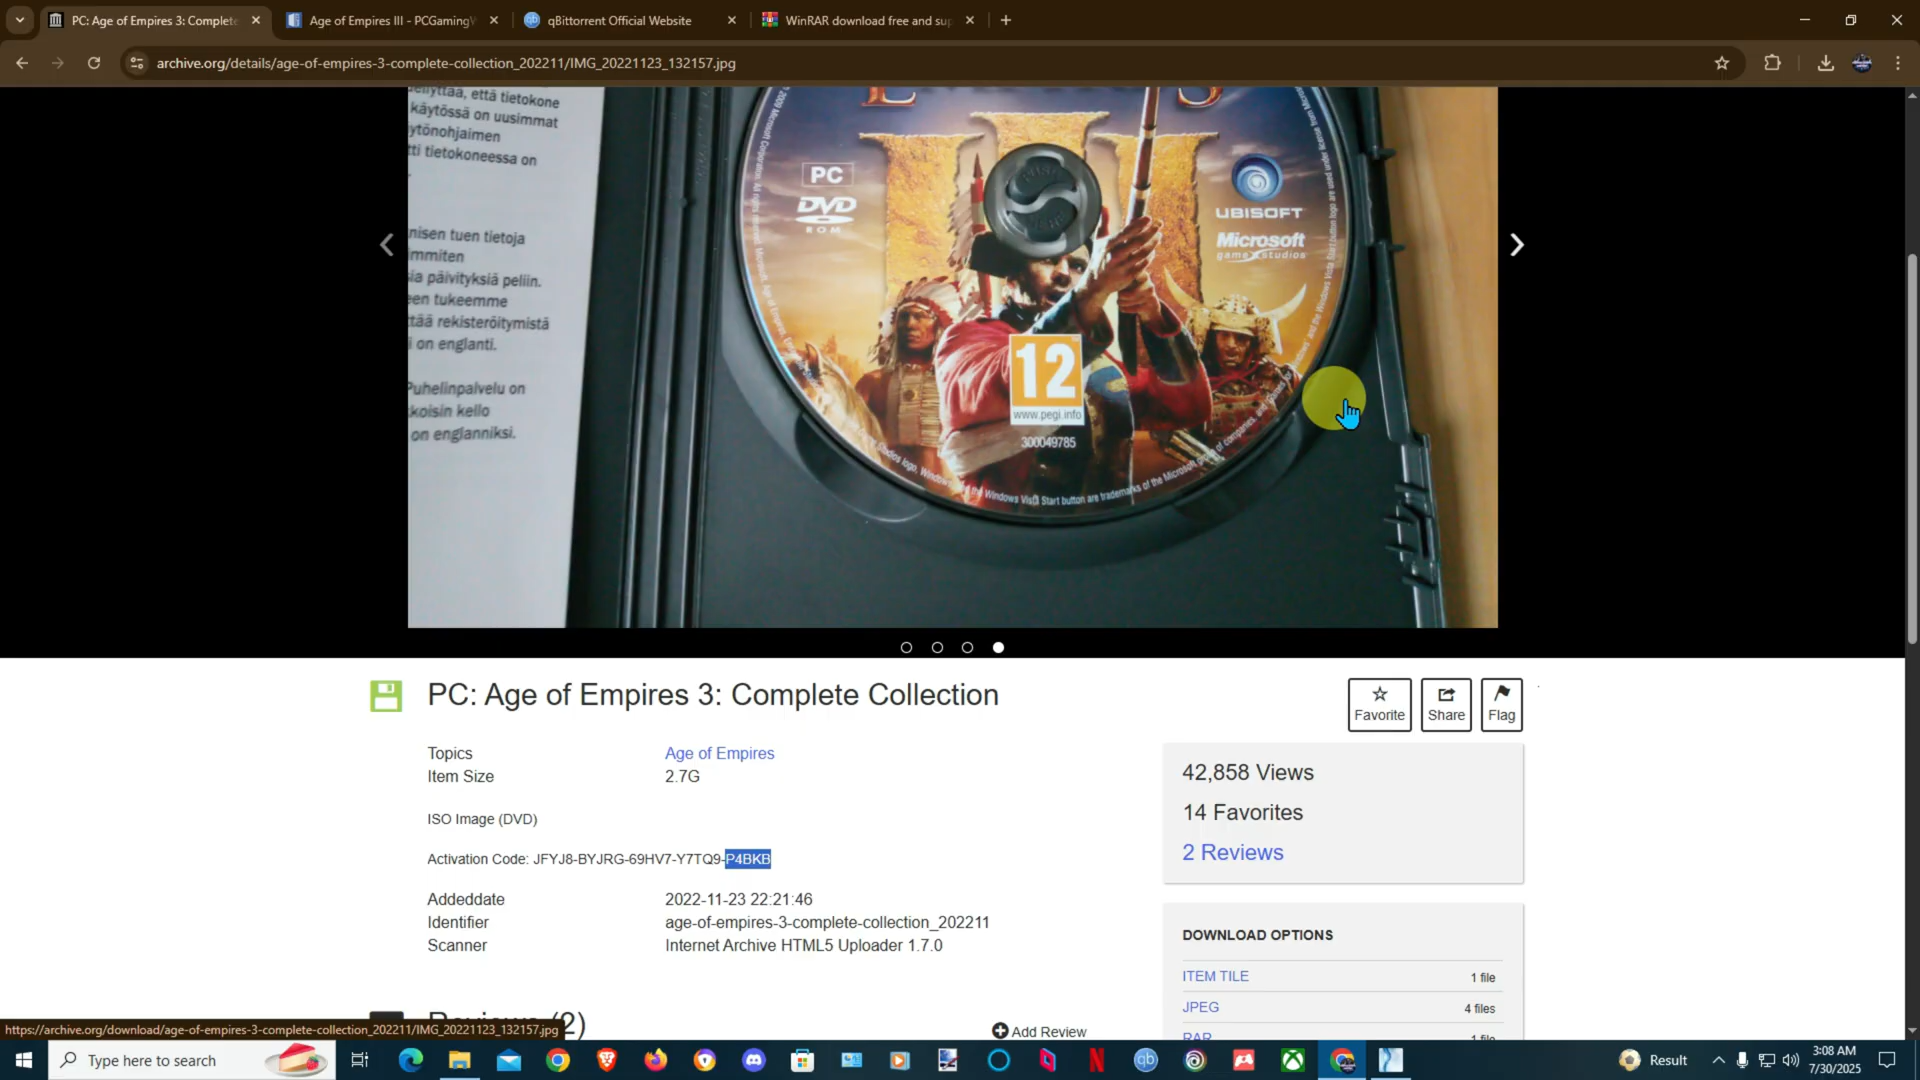 PC: Age of Empires 3: Complete
Age of Empires III - PCGamingW
qBittorrent Official Website
WinRAR download free and sup
archive.org/details/age-of-empires-3-complete-collection_202211/IMG_20221123_132157.jpg
että tietokone
käytössä on uusimmat
tietokoneessa on
tuen tietoja
päivityksiä peliin.
tukeemme
rekisteröitymistä
on englanti.
Puhelinpalvelu on
kello
on englanniksi.
PC
DVD
ROM
UBISOFT
Microsoft
game studios
12
www.pegi.info
300049785
PC: Age of Empires 3: Complete Collection
Favorite
Share
Flag
Topics Age of Empires
Item Size 2.7G
ISO Image (DVD)
Activation Code: JFYJ8-BYJRG-69HV7-Y7TQ9-P4BKB
Addeddate 2022-11-23 22:21:46
Identifier age-of-empires-3-complete-collection_202211
Scanner Internet Archive HTML5 Uploader 1.7.0
42,858 Views
14 Favorites
2 Reviews
DOWNLOAD OPTIONS
ITEM TILE 1 file
JPEG 4 files
RAR 1 file
Reviews (2)
Add Review
https://archive.org/download/age-of-empires-3-complete-collection_202211/IMG_20221123_132157.jpg
Type here to search
Result
3:08 AM
7/30/2025